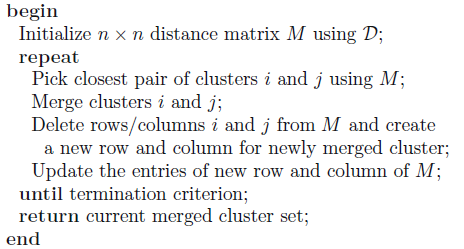 begin
Initialize n × n distance matrix M using 𝒟;
repeat
Pick closest pair of clusters i and j using M;
Merge clusters i and j;
Delete rows/columns i and j from M and create
a new row and column for newly merged cluster;
Update the entries of new row and column of M;
until termination criterion;
return current merged cluster set;
end